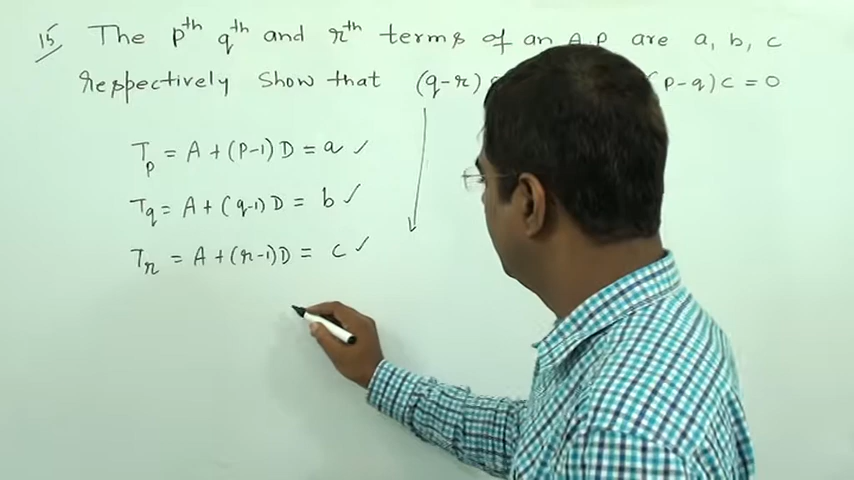 15 The pth qth and rth terms of an A.P are a, b, c
respectively Show that (q-r) (p-q)c = 0
Tp = A + (p-1) D = a ✓
Tq = A + (q-1) D = b ✓
Tr = A + (r-1) D = c ✓